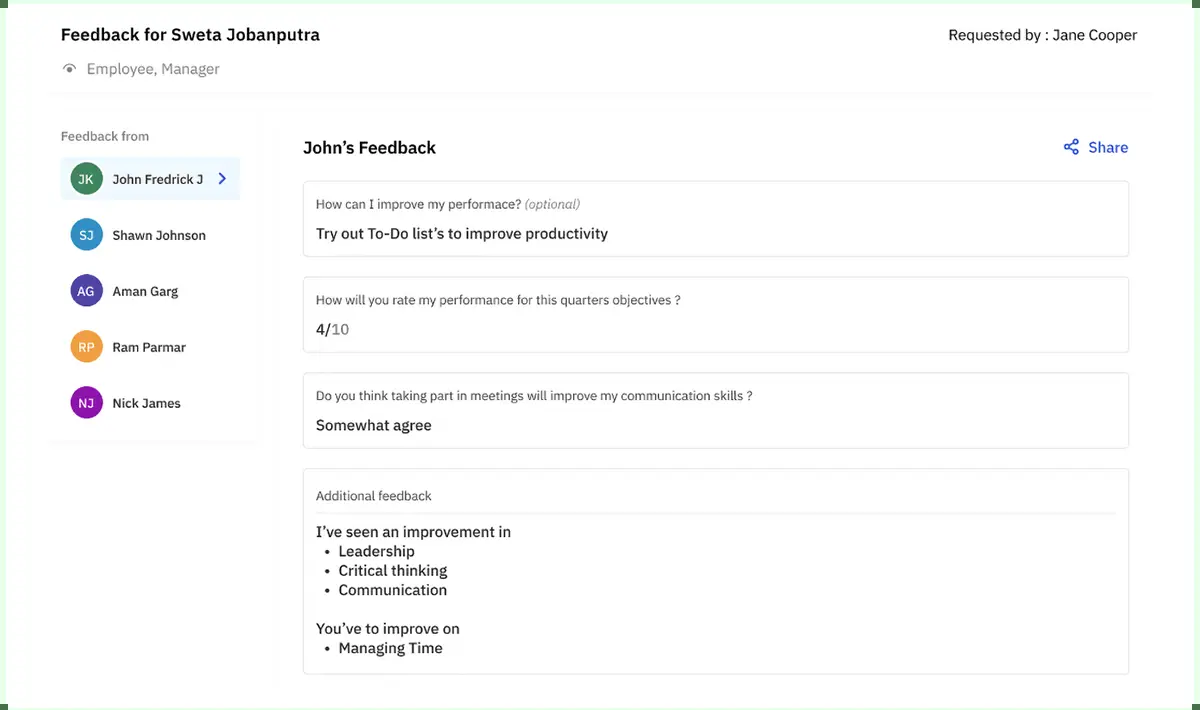 Feedback for Sweta Jobanputra
Requested by : Jane Cooper
Employee, Manager
Feedback from
JK John Fredrick J
SJ Shawn Johnson
AG Aman Garg
RP Ram Parmar
NJ Nick James
John’s Feedback
Share
How can I improve my performace? (optional)
Try out To-Do list’s to improve productivity
How will you rate my performance for this quarters objectives ?
4/10
Do you think taking part in meetings will improve my communication skills ?
Somewhat agree
Additional feedback
I’ve seen an improvement in
• Leadership
• Critical thinking
• Communication
You’ve to improve on
• Managing Time